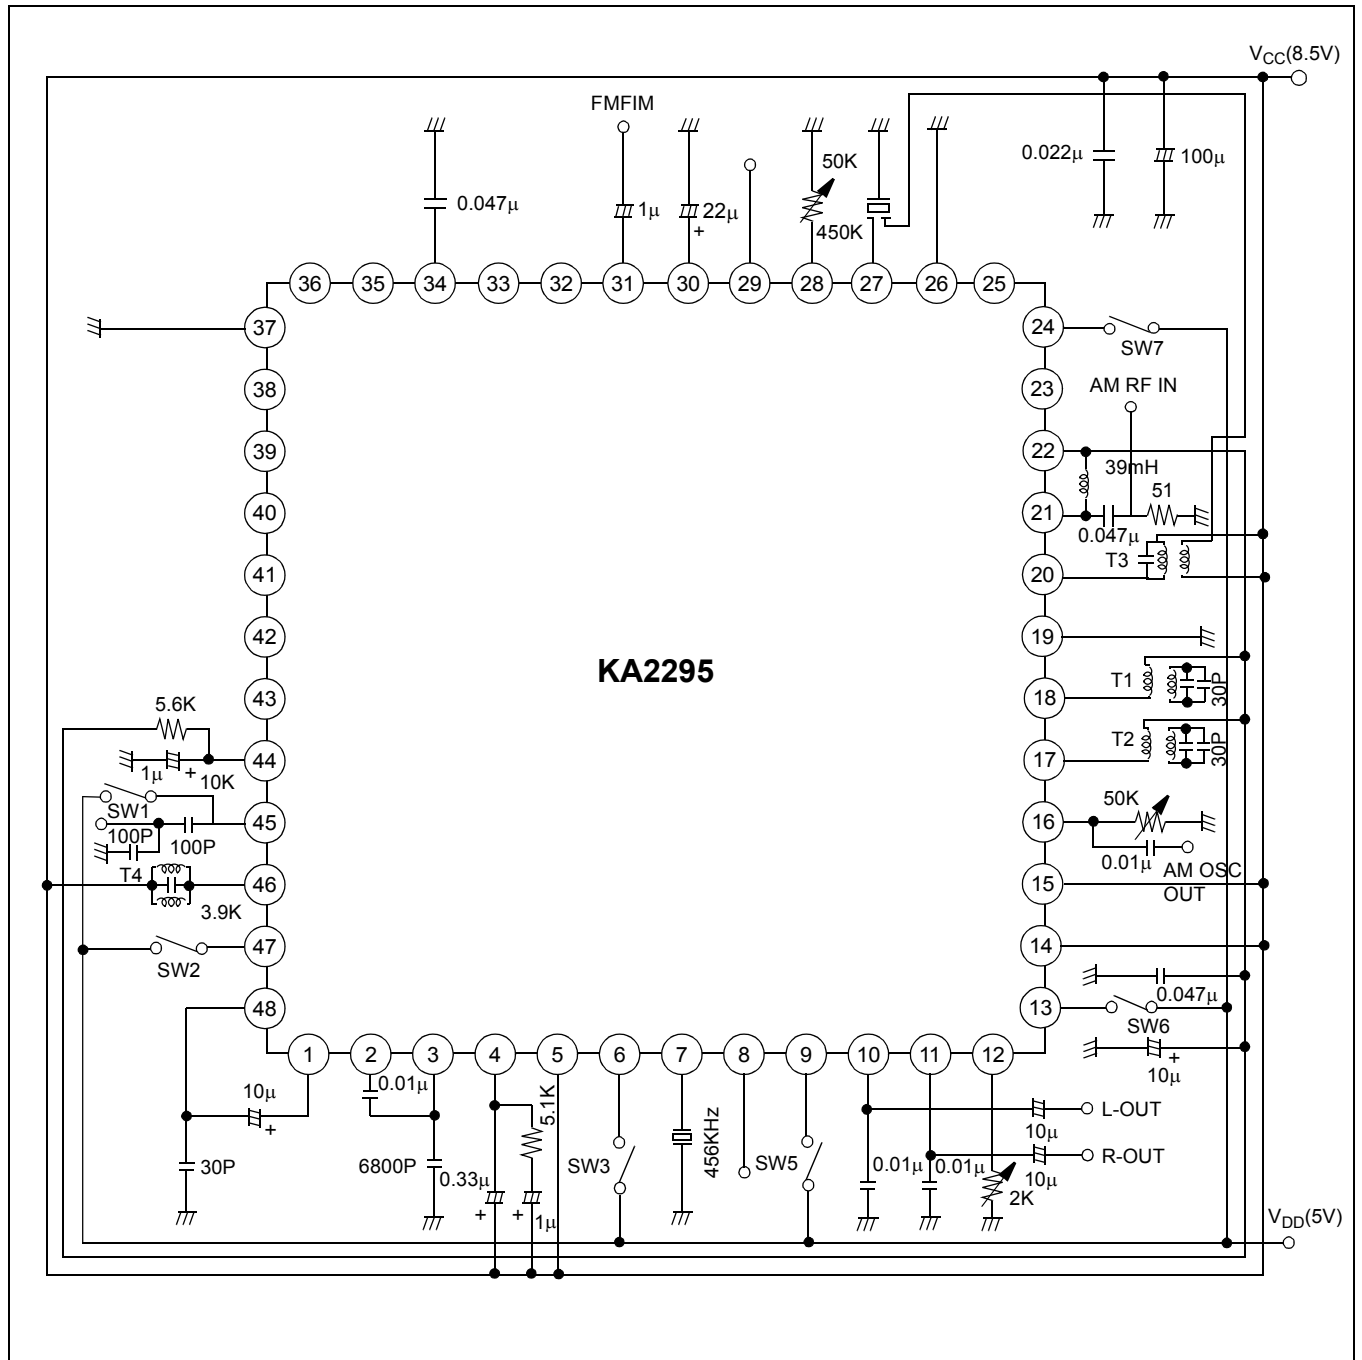 V_CC(8.5V)
FMFIM
50K
0.022µ
100µ
0.047µ
1µ
22µ
+
450K
36
35
34
33
32
31
30
29
28
27
26
25
37
24
SW7
38
23
AM RF IN
39
22
39mH
40
21
51
0.047µ
41
20
T3
42
19
KA2295
43
18
T1
30P
5.6K
44
17
T2
30P
1µ
+
10K
SW1
45
16
50K
100P
100P
0.01µ
AM OSC
OUT
T4
46
15
3.9K
47
14
SW2
0.047µ
48
13
SW6
1
2
3
4
5
6
7
8
9
10
11
12
+
10µ
10µ
+
0.01µ
5.1K
456KHz
L-OUT
10µ
30P
6800P
0.33µ
+
+
1µ
SW3
SW5
0.01µ
0.01µ
R-OUT
10µ
2K
V_DD(5V)